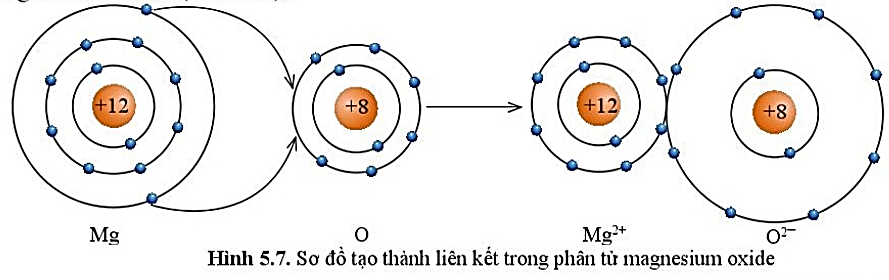 +12 +8 +12 +8
Mg O Mg²⁺ O²⁻
Hình 5.7. Sơ đồ tạo thành liên kết trong phân tử magnesium oxide